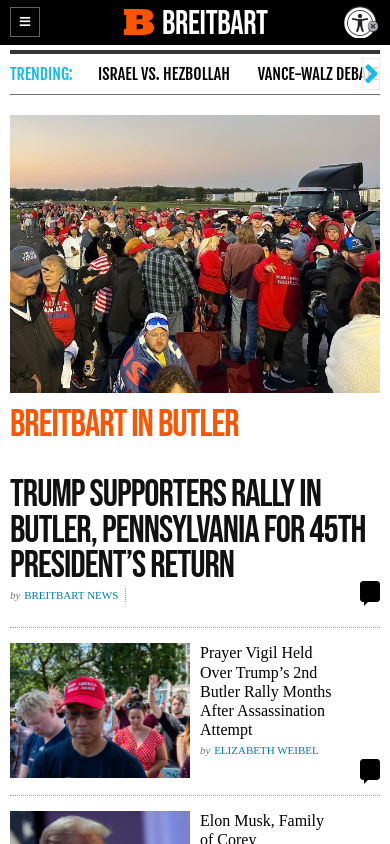 BREITBART
TRENDING:
ISRAEL VS. HEZBOLLAH
VANCE-WALZ DEBA
BREITBART IN BUTLER
TRUMP SUPPORTERS RALLY IN
BUTLER, PENNSYLVANIA FOR 45TH
PRESIDENT'S RETURN
by BREITBART NEWS
Prayer Vigil Held
Over Trump's 2nd
Butler Rally Months
After Assassination
Attempt
by ELIZABETH WEIBEL
Elon Musk, Family
of Corey